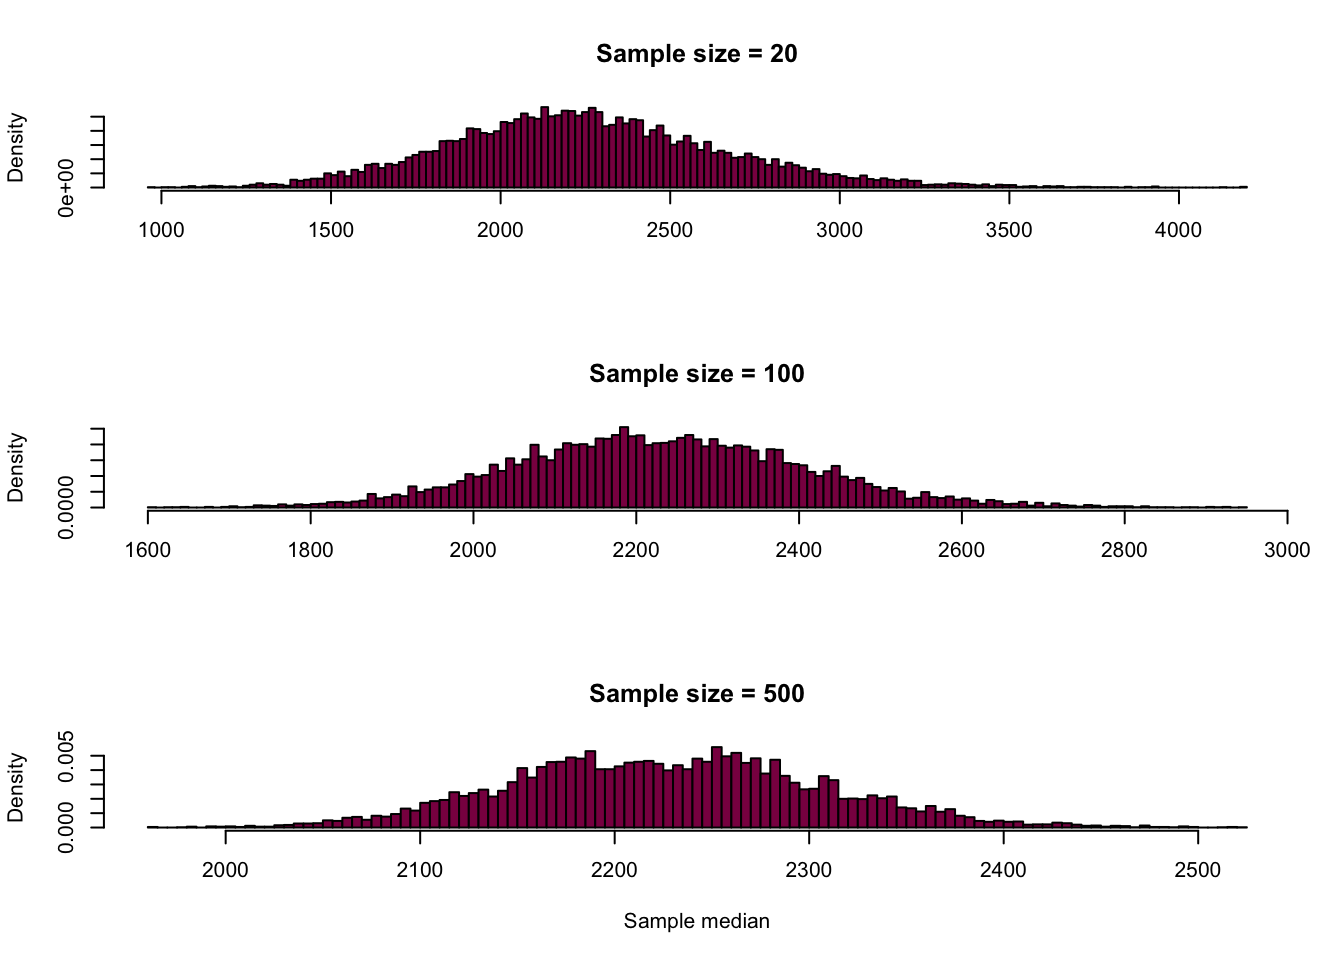 Sample size = 20
Density
0e+00
1000 1500 2000 2500 3000 3500 4000
Sample size = 100
Density
0.0000
1600 1800 2000 2200 2400 2600 2800 3000
Sample size = 500
Density
0.000 0.005
2000 2100 2200 2300 2400 2500
Sample median